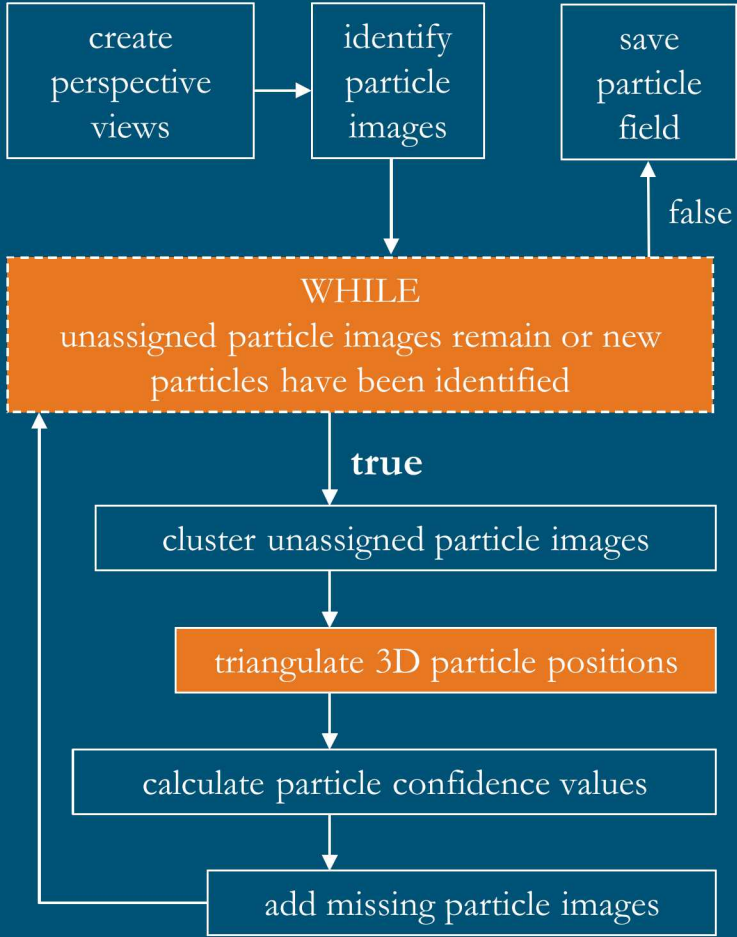 create
perspective
views
identify
particle
images
save
particle
field
false
WHILE
unassigned particle images remain or new
particles have been identified
true
cluster unassigned particle images
triangulate 3D particle positions
calculate particle confidence values
add missing particle images